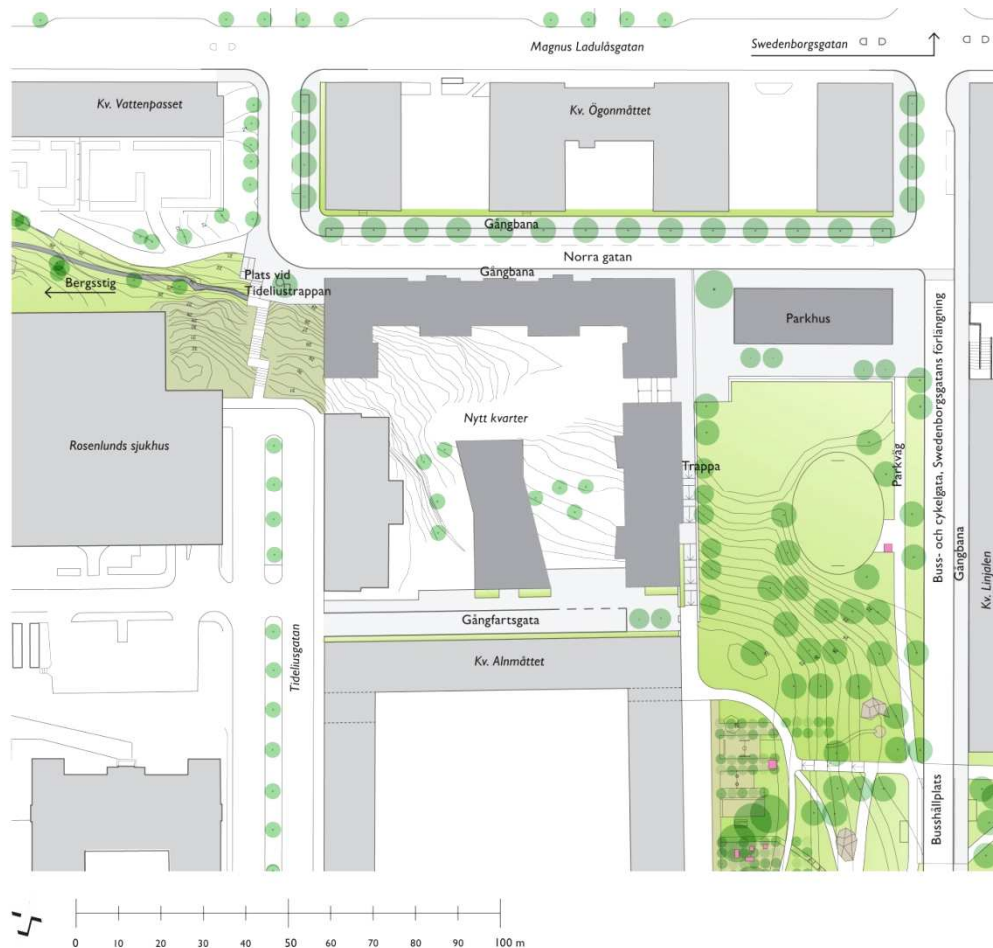 Magnus Ladulåsgatan
Swedenborgsgatan
Kv. Vattenpasset
Kv. Ögonmåttet
Gångbana
Norra gatan
Plats vid
Tideliustrappan
Gångbana
Bergsstig
Parkhus
Nytt kvarter
Rosenlunds sjukhus
Trappa
Parkväg
Buss- och cykelgata, Swedenborgsgatans förlängning
Gångbana
Kv. Linjalen
Gångfartsgata
Kv. Alnmåttet
Tideliusgatan
Busshållplats
0 10 20 30 40 50 60 70 80 90 100 m